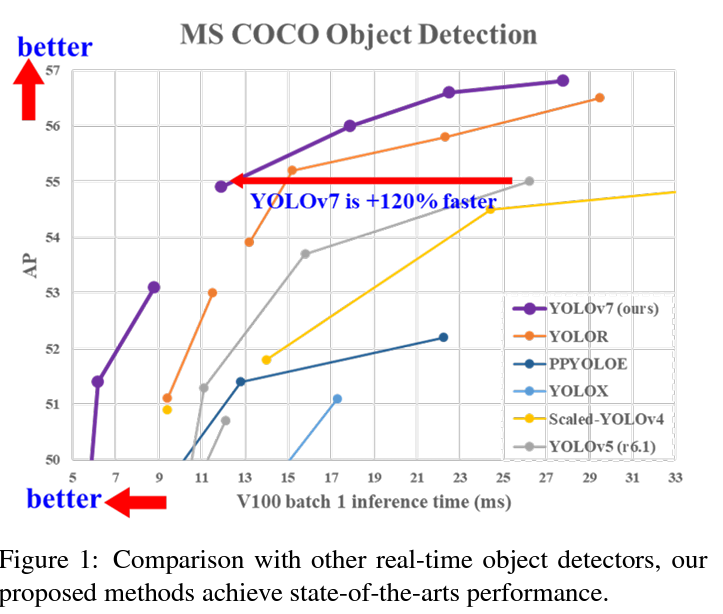 MS COCO Object Detection
better
57
56
55
54
53
52
51
50
AP
YOLOv7 is +120% faster
YOLOv7 (ours)
YOLOR
PPYOLOE
YOLOX
Scaled-YOLOv4
YOLOv5 (r6.1)
5 7 9 11 13 15 17 19 21 23 25 27 29 31 33
better
V100 batch 1 inference time (ms)
Figure 1: Comparison with other real-time object detectors, our
proposed methods achieve state-of-the-arts performance.